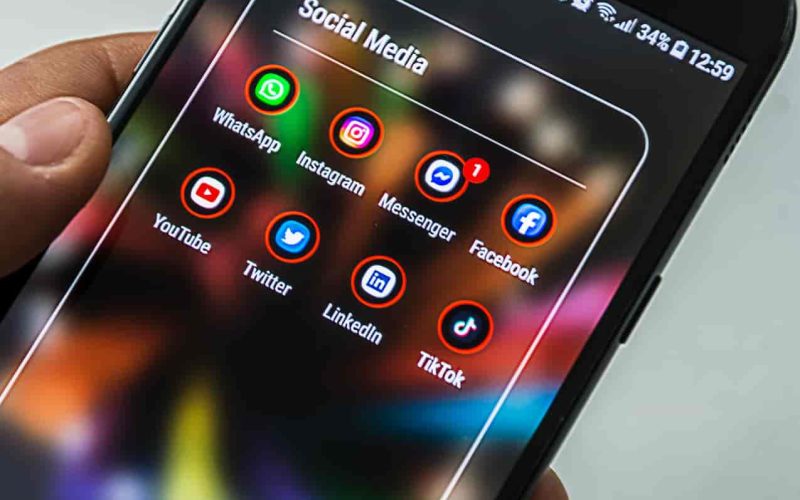 34% 12:59
Social Media
WhatsApp Instagram Messenger Facebook
1
YouTube Twitter LinkedIn TikTok